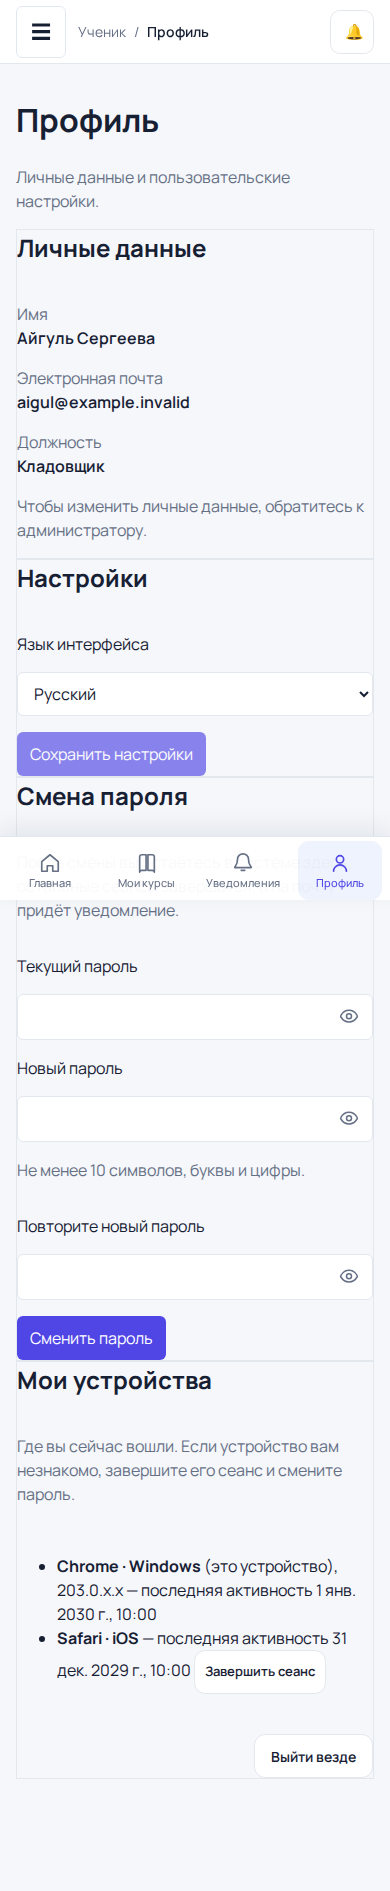 Ученик / Профиль
Профиль
Личные данные и пользовательские
настройки.
Личные данные
Имя
Айгуль Сергеева
Электронная почта
aigul@example.invalid
Должность
Кладовщик
Чтобы изменить личные данные, обратитесь к
администратору.
Настройки
Язык интерфейса
Русский
Сохранить настройки
Смена пароля
Главная
Мои курсы
Уведомления
Профиль
придёт уведомление.
Текущий пароль
Новый пароль
Не менее 10 символов, буквы и цифры.
Повторите новый пароль
Сменить пароль
Мои устройства
Где вы сейчас вошли. Если устройство вам
незнакомо, завершите его сеанс и смените
пароль.
Chrome · Windows (это устройство),
203.0.x.x — последняя активность 1 янв.
2030 г., 10:00
Safari · iOS — последняя активность 31
дек. 2029 г., 10:00 Завершить сеанс
Выйти везде